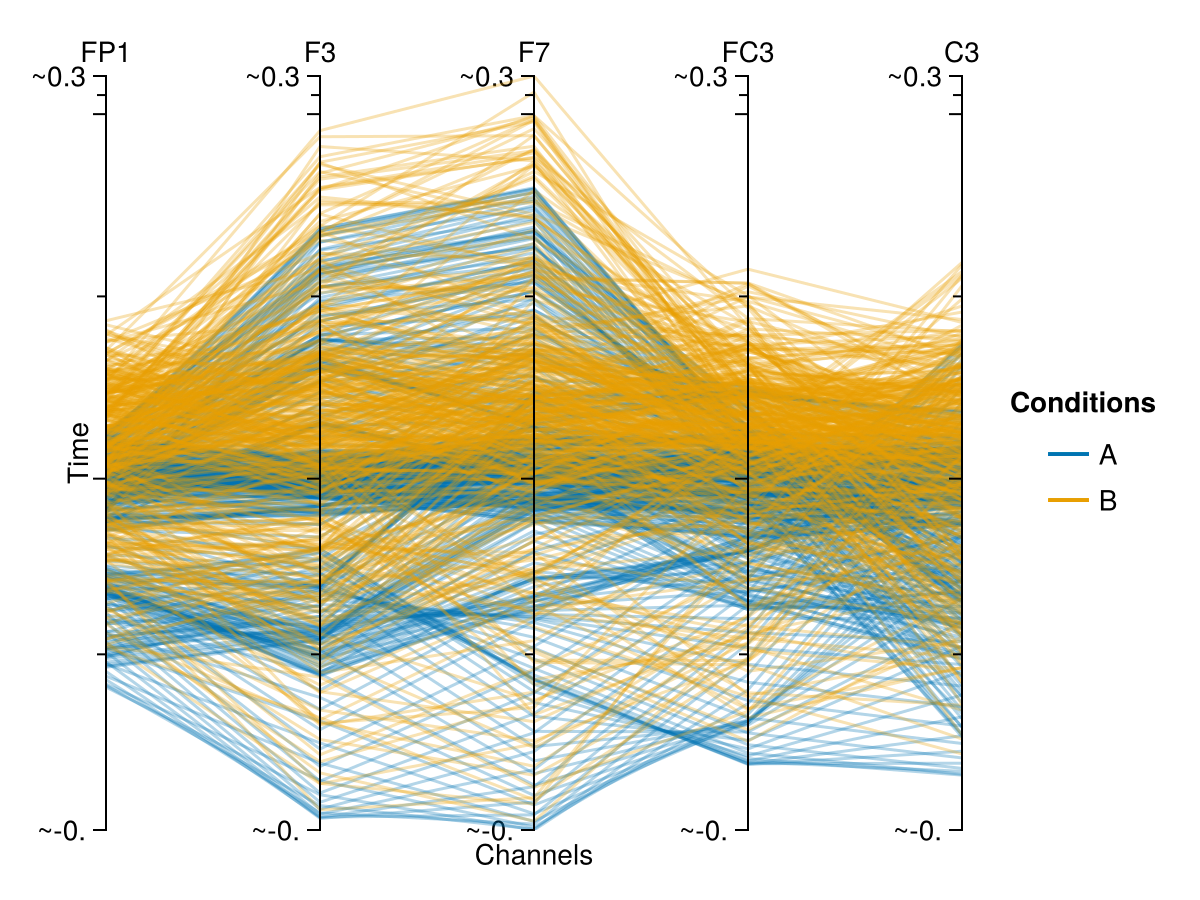 FP1 F3 F7 FC3 C3
~0.3 ~0.3 ~0.3 ~0.3 ~0.3
Conditions
A
B
Time
~-0. ~-0. ~-0. ~-0. ~-0.
Channels